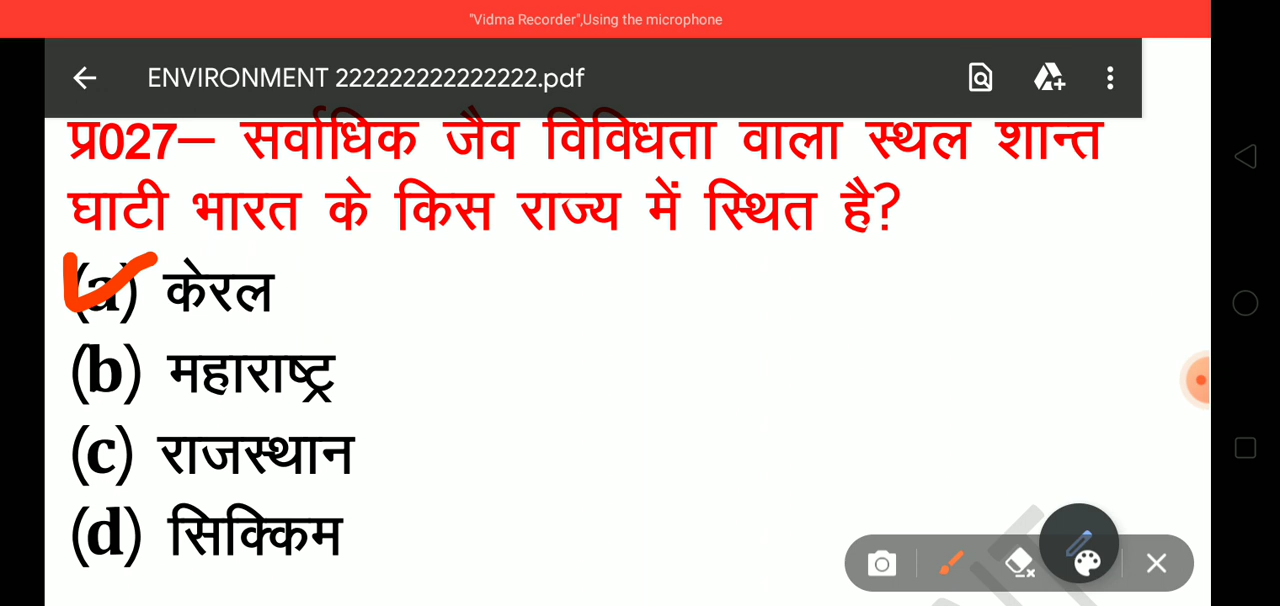 "Vidma Recorder",Using the microphone
ENVIRONMENT 222222222222222.pdf
प्र027– सर्वाधिक जैव विविधता वाला स्थल शान्त
घाटी भारत के किस राज्य में स्थित है?
(a) केरल
(b) महाराष्ट्र
(c) राजस्थान
(d) सिक्किम